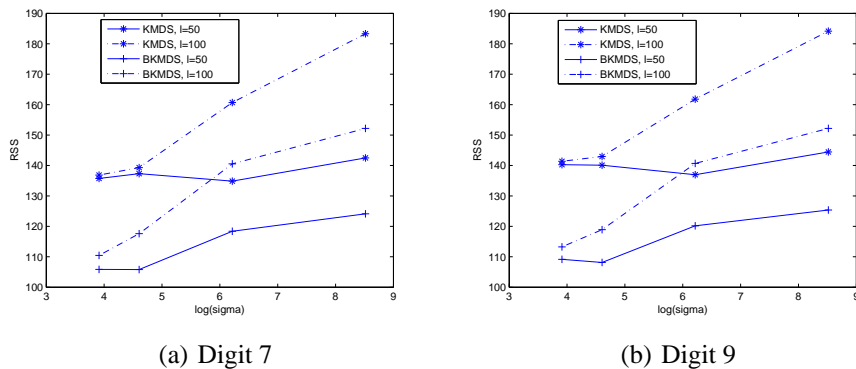 KMDS, l=50
KMDS, l=100
BKMDS, l=50
BKMDS, l=100
190
180
170
160
150
140
130
120
110
100
RSS
3 4 5 6 7 8 9
log(sigma)
(a) Digit 7
KMDS, l=50
KMDS, l=100
BKMDS, l=50
BKMDS, l=100
190
180
170
160
150
140
130
120
110
100
RSS
3 4 5 6 7 8 9
log(sigma)
(b) Digit 9